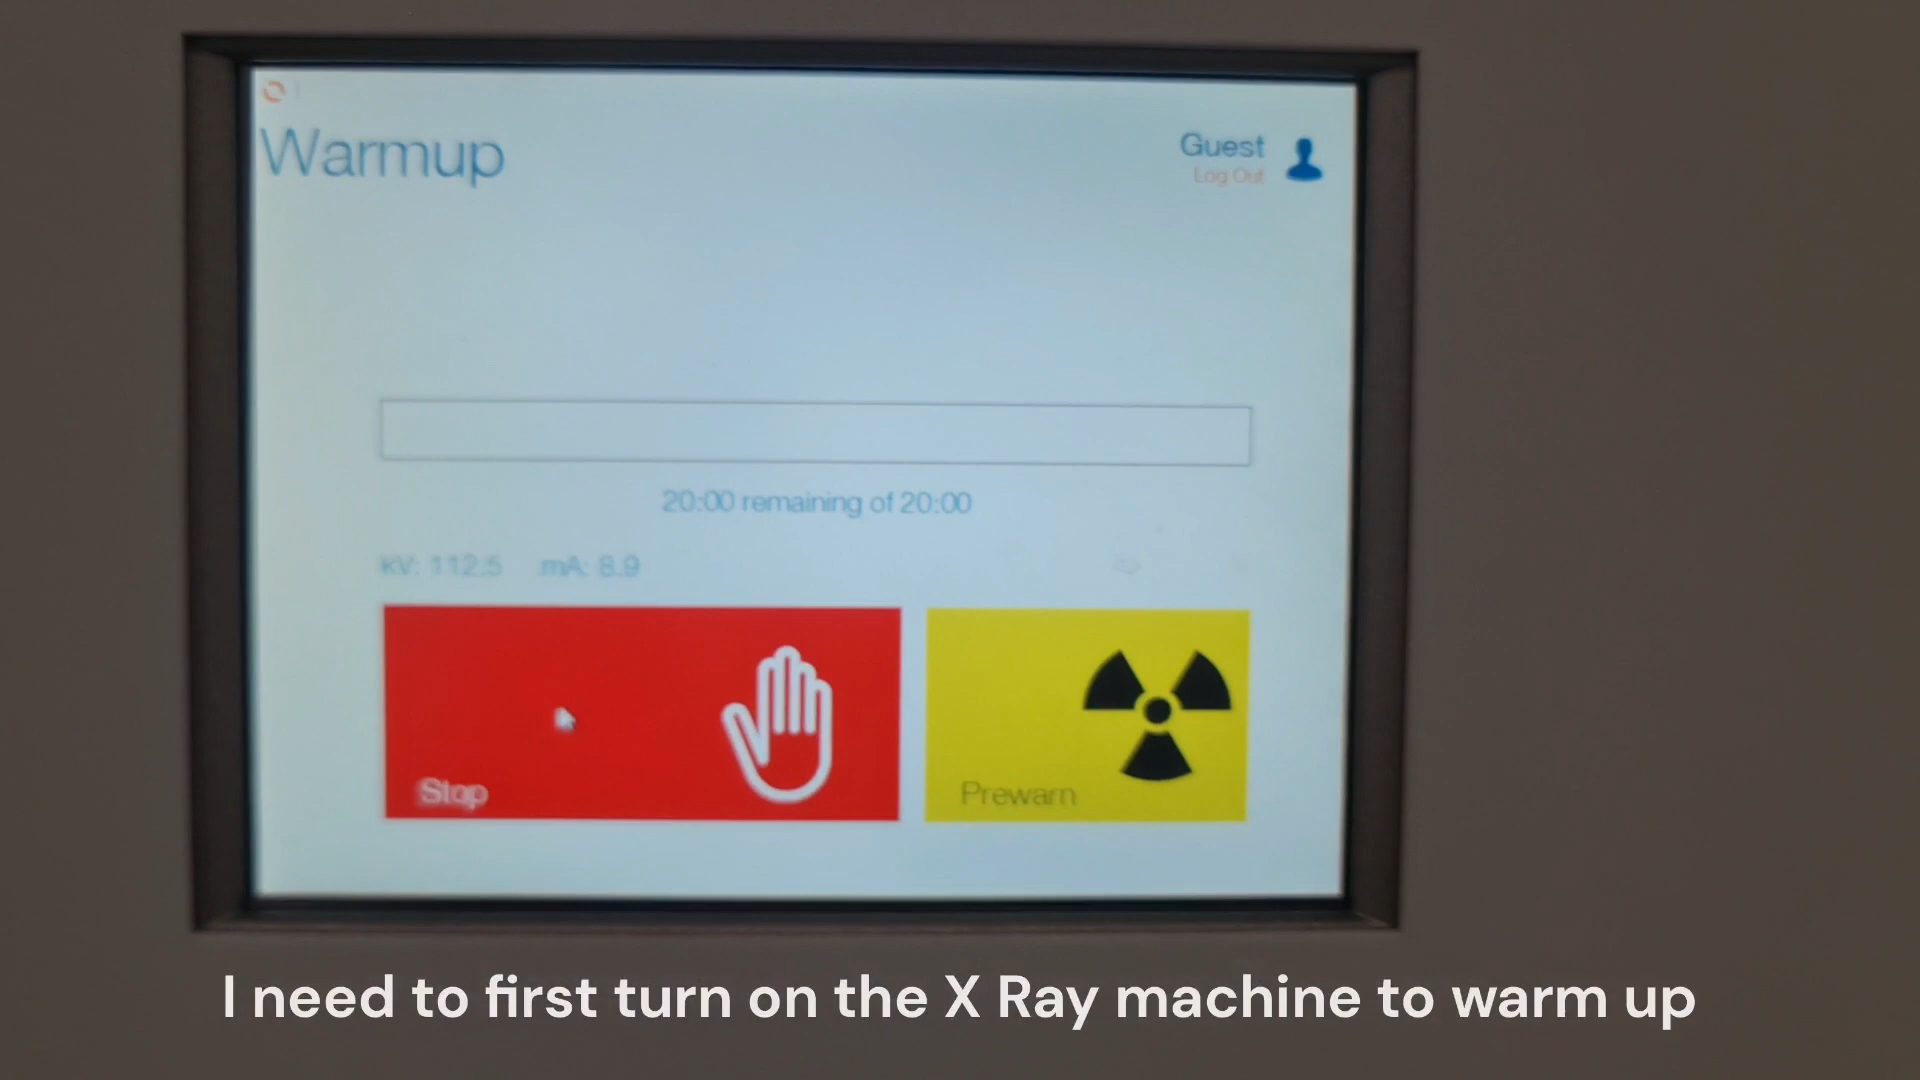 Warmup
Guest
Log Out
20:00 remaining of 20:00
kV: 112.5 mA: 8.9
Stop
Prewarn
I need to first turn on the X Ray machine to warm up